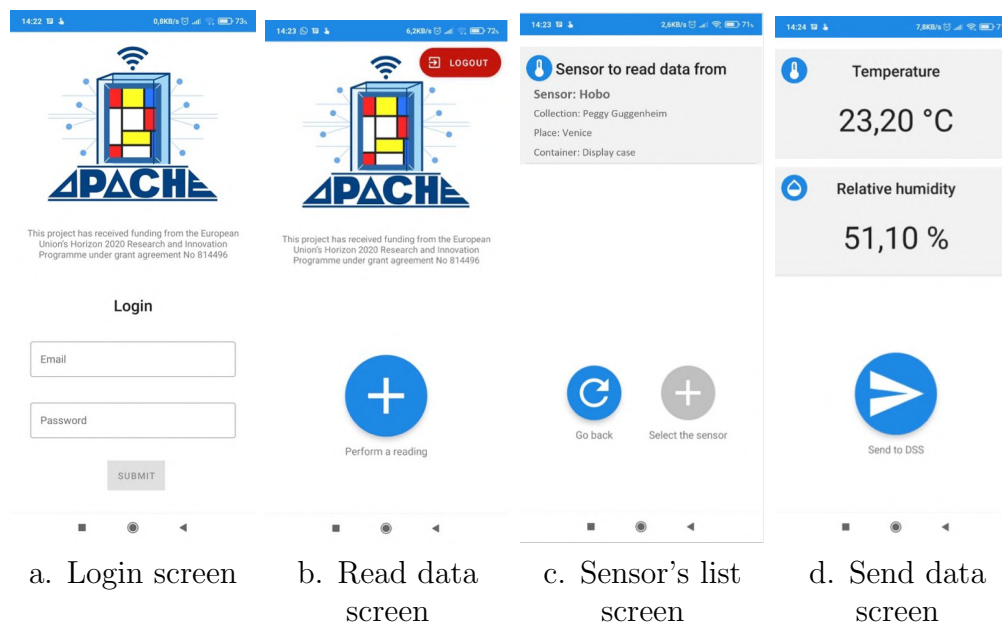 14:22 0,8KB/s 73%
APACHE
This project has received funding from the European
Union's Horizon 2020 Research and Innovation
Programme under grant agreement No 814496
Login
Email
Password
SUBMIT
a. Login screen
14:23 6,2KB/s 72%
LOGOUT
APACHE
This project has received funding from the European
Union's Horizon 2020 Research and Innovation
Programme under grant agreement No 814496
Perform a reading
b. Read data
screen
14:23 2,6KB/s 71%
Sensor to read data from
Sensor: Hobo
Collection: Peggy Guggenheim
Place: Venice
Container: Display case
Go back
Select the sensor
c. Sensor's list
screen
14:24 7,8KB/s
Temperature
23,20 °C
Relative humidity
51,10 %
Send to DSS
d. Send data
screen